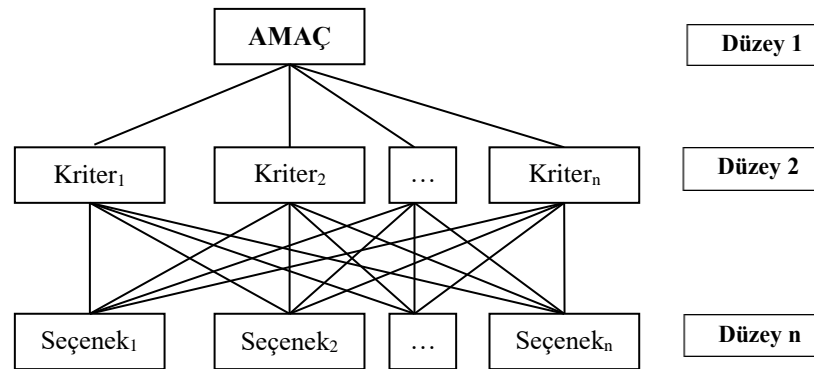 AMAÇ Düzey 1
Kriter₁ Kriter₂ … Kriterₙ Düzey 2
Seçenek₁ Seçenek₂ … Seçenekₙ Düzey n